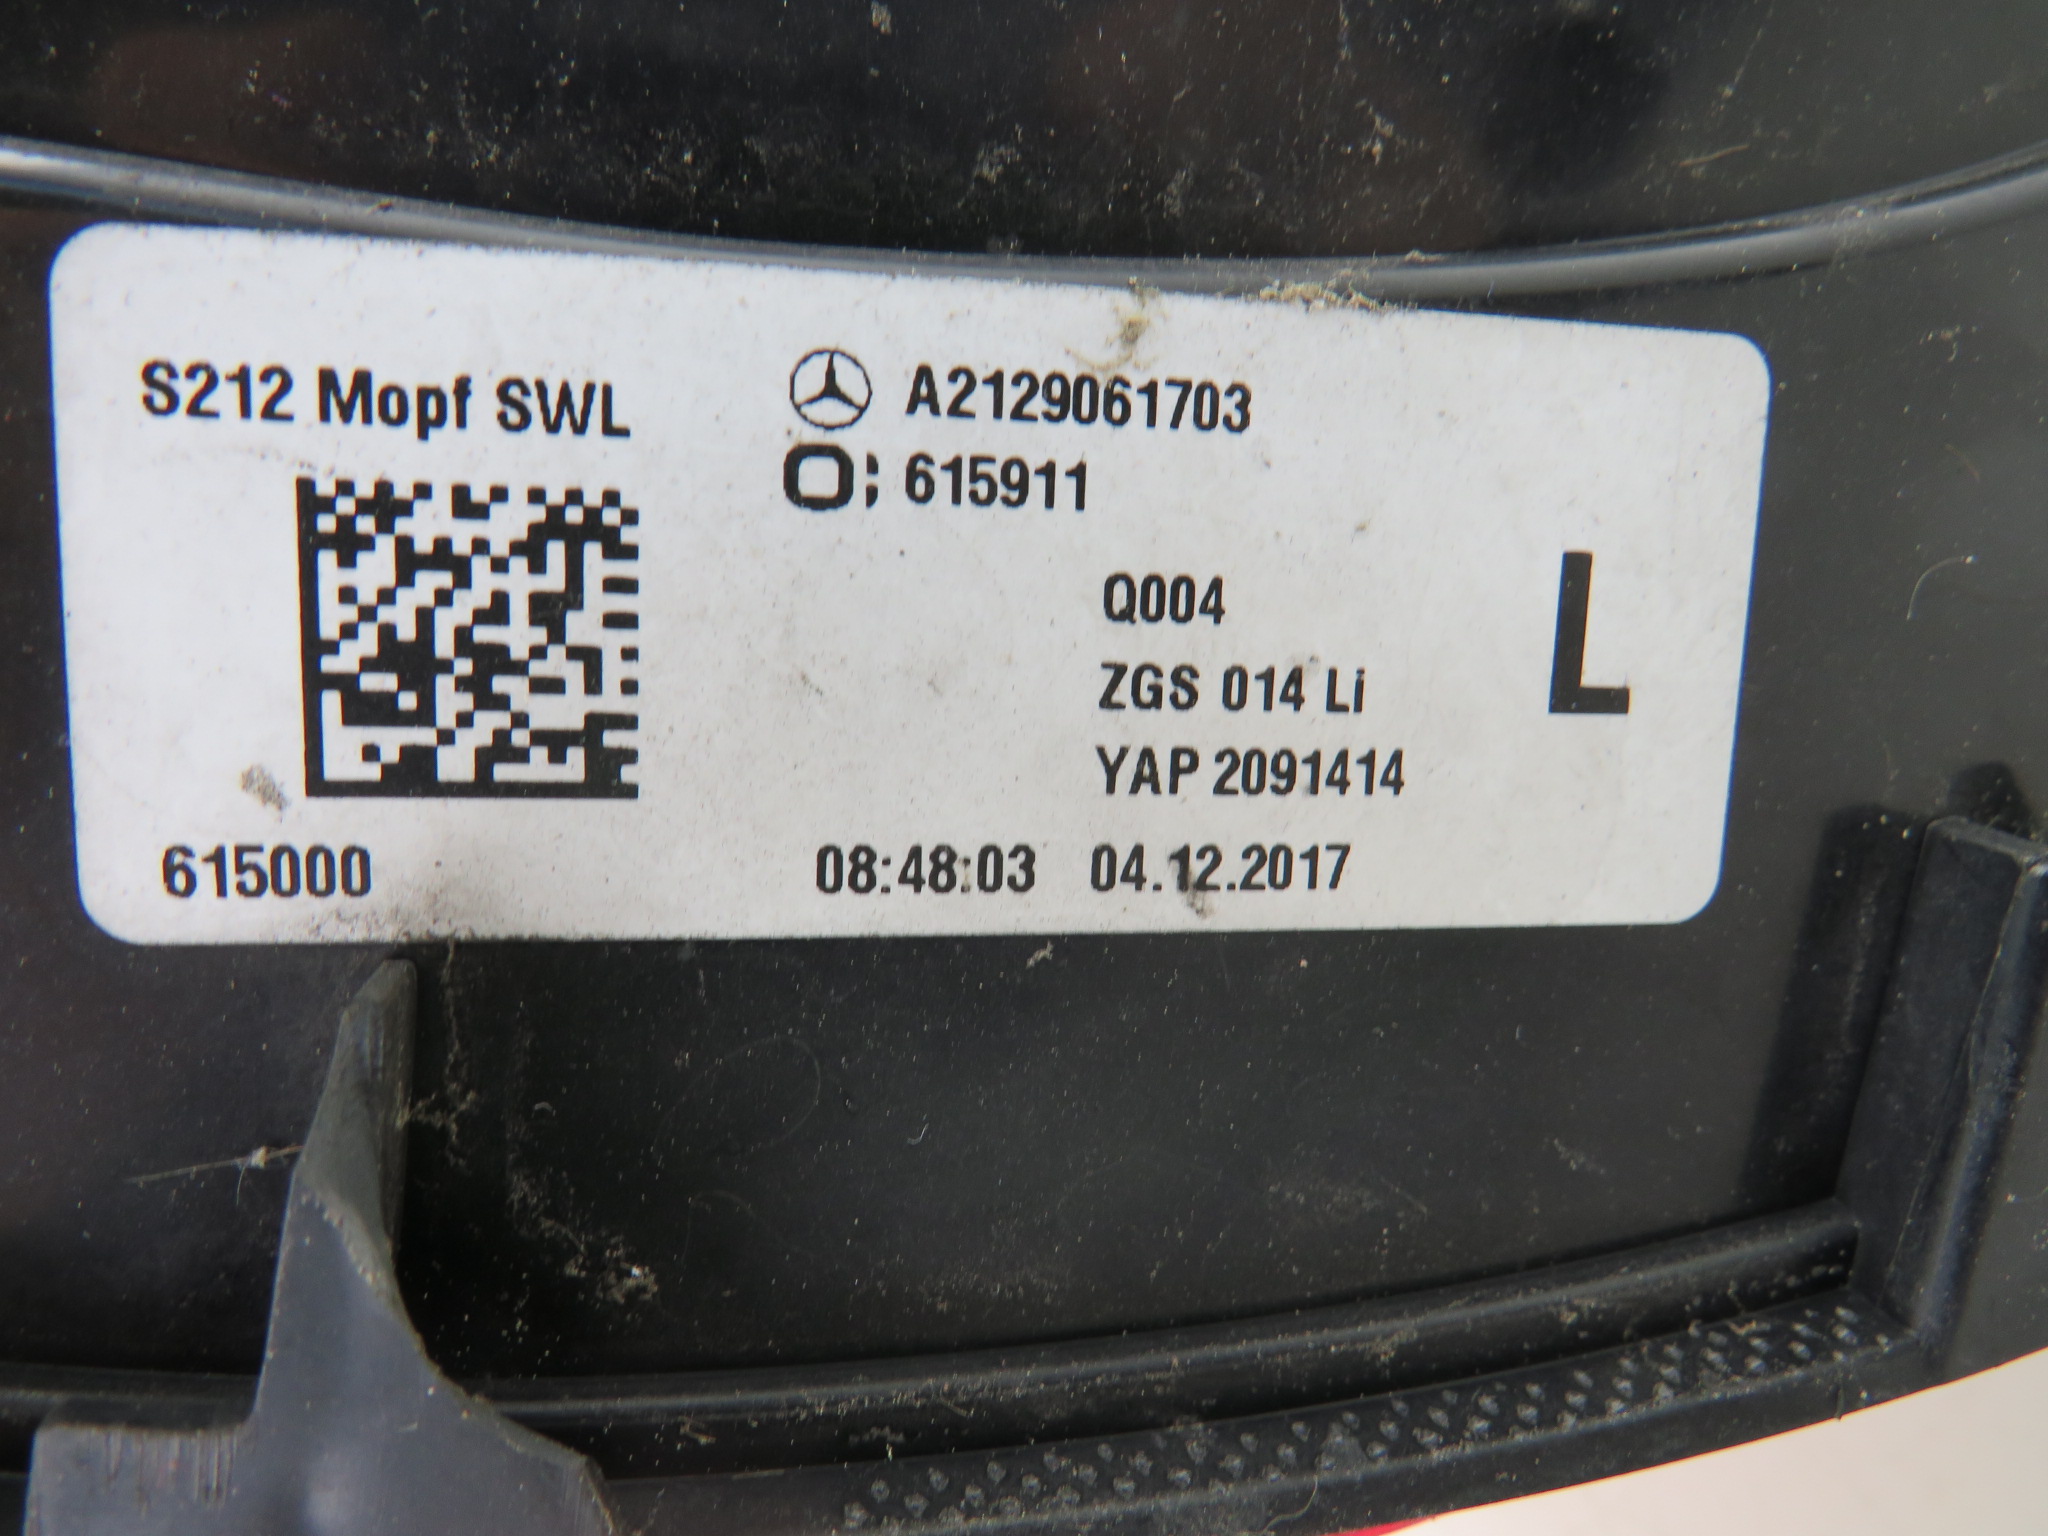 S212 Mopf SWL
A2129061703
O; 615911
Q004
L
ZGS 014 Li
YAP 2091414
615000
08:48:03 04.12.2017